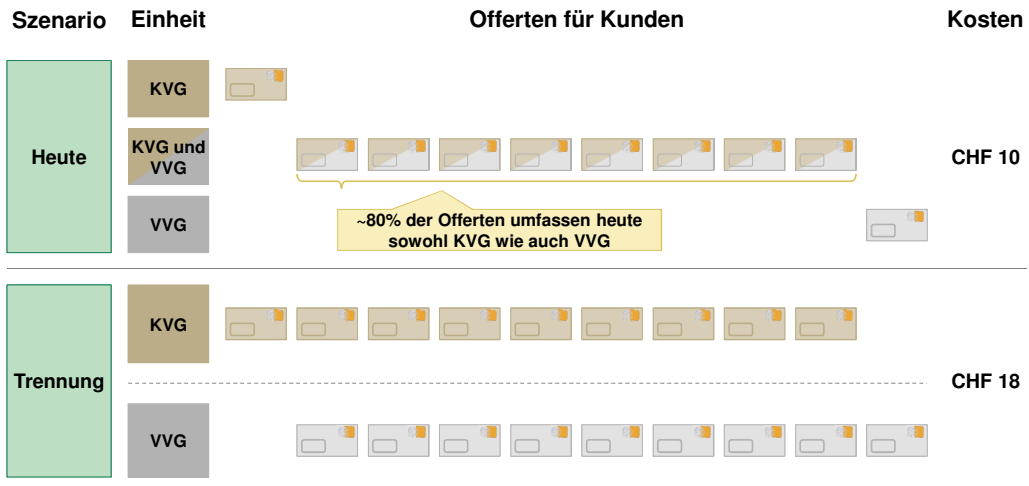 Szenario Einheit Offerten für Kunden Kosten
KVG
Heute
KVG und
VVG
CHF 10
~80% der Offerten umfassen heute
sowohl KVG wie auch VVG
VVG
KVG
Trennung
CHF 18
VVG